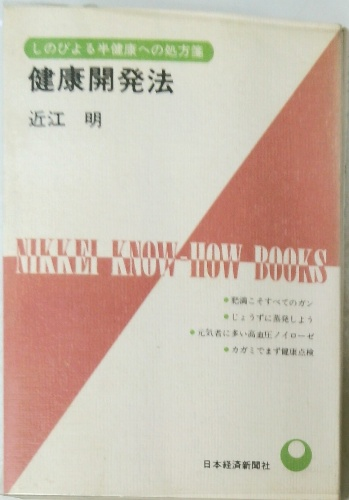 しのびよる半健康への処方箋
健康開発法
近江 明
NIKKEI KNOW-HOW BOOKS
●肥満こそすべてのガン
●じょうずに蒸発しよう
●元気者に多い高血圧ノイローゼ
●カガミでまず健康点検
日本経済新聞社